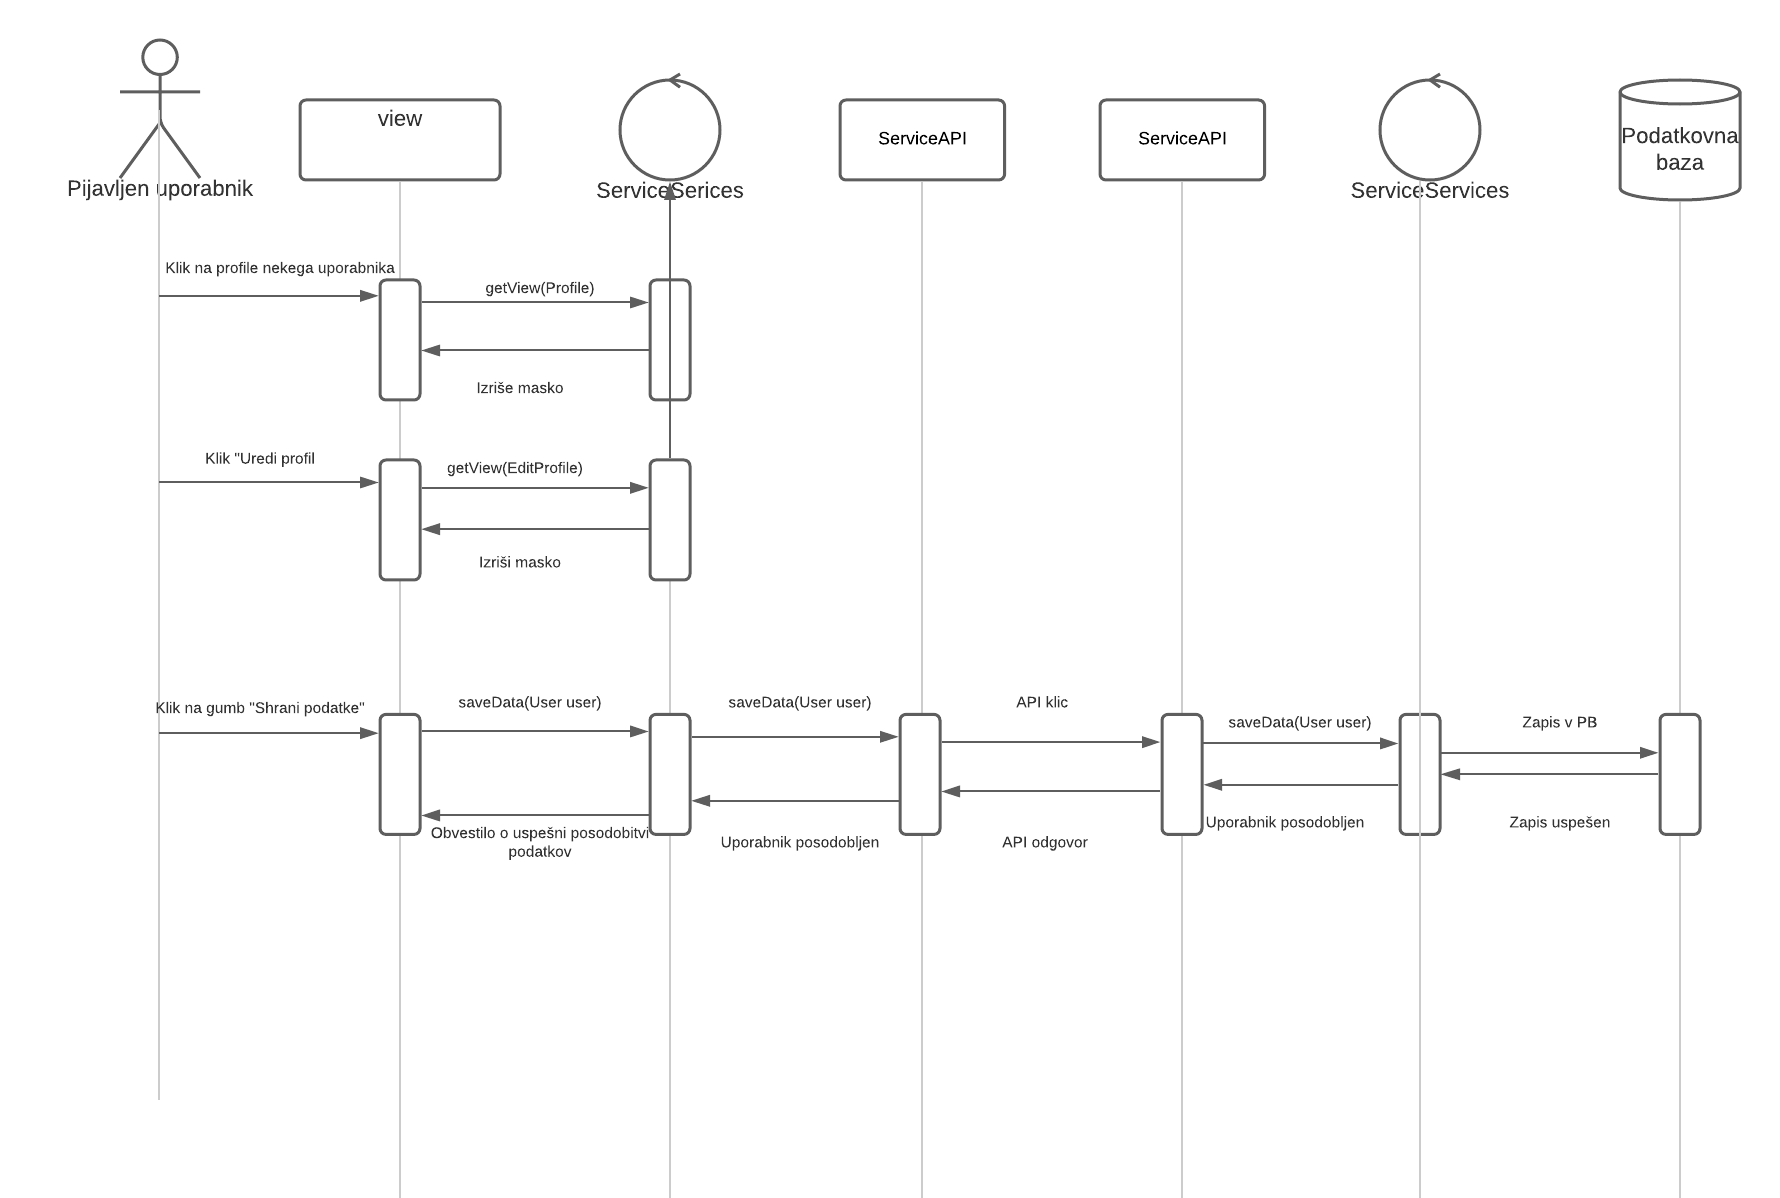 Pijavljen uporabnik
view
ServiceSerices
ServiceAPI
ServiceAPI
ServiceServices
Podatkovna
baza
Klik na profile nekega uporabnika
getView(Profile)
Izriše masko
Klik "Uredi profil
getView(EditProfile)
Izriši masko
Klik na gumb "Shrani podatke"
saveData(User user)
saveData(User user)
API klic
saveData(User user)
Zapis v PB
Obvestilo o uspešni posodobitvi
podatkov
Uporabnik posodobljen
API odgovor
Uporabnik posodobljen
Zapis uspešen